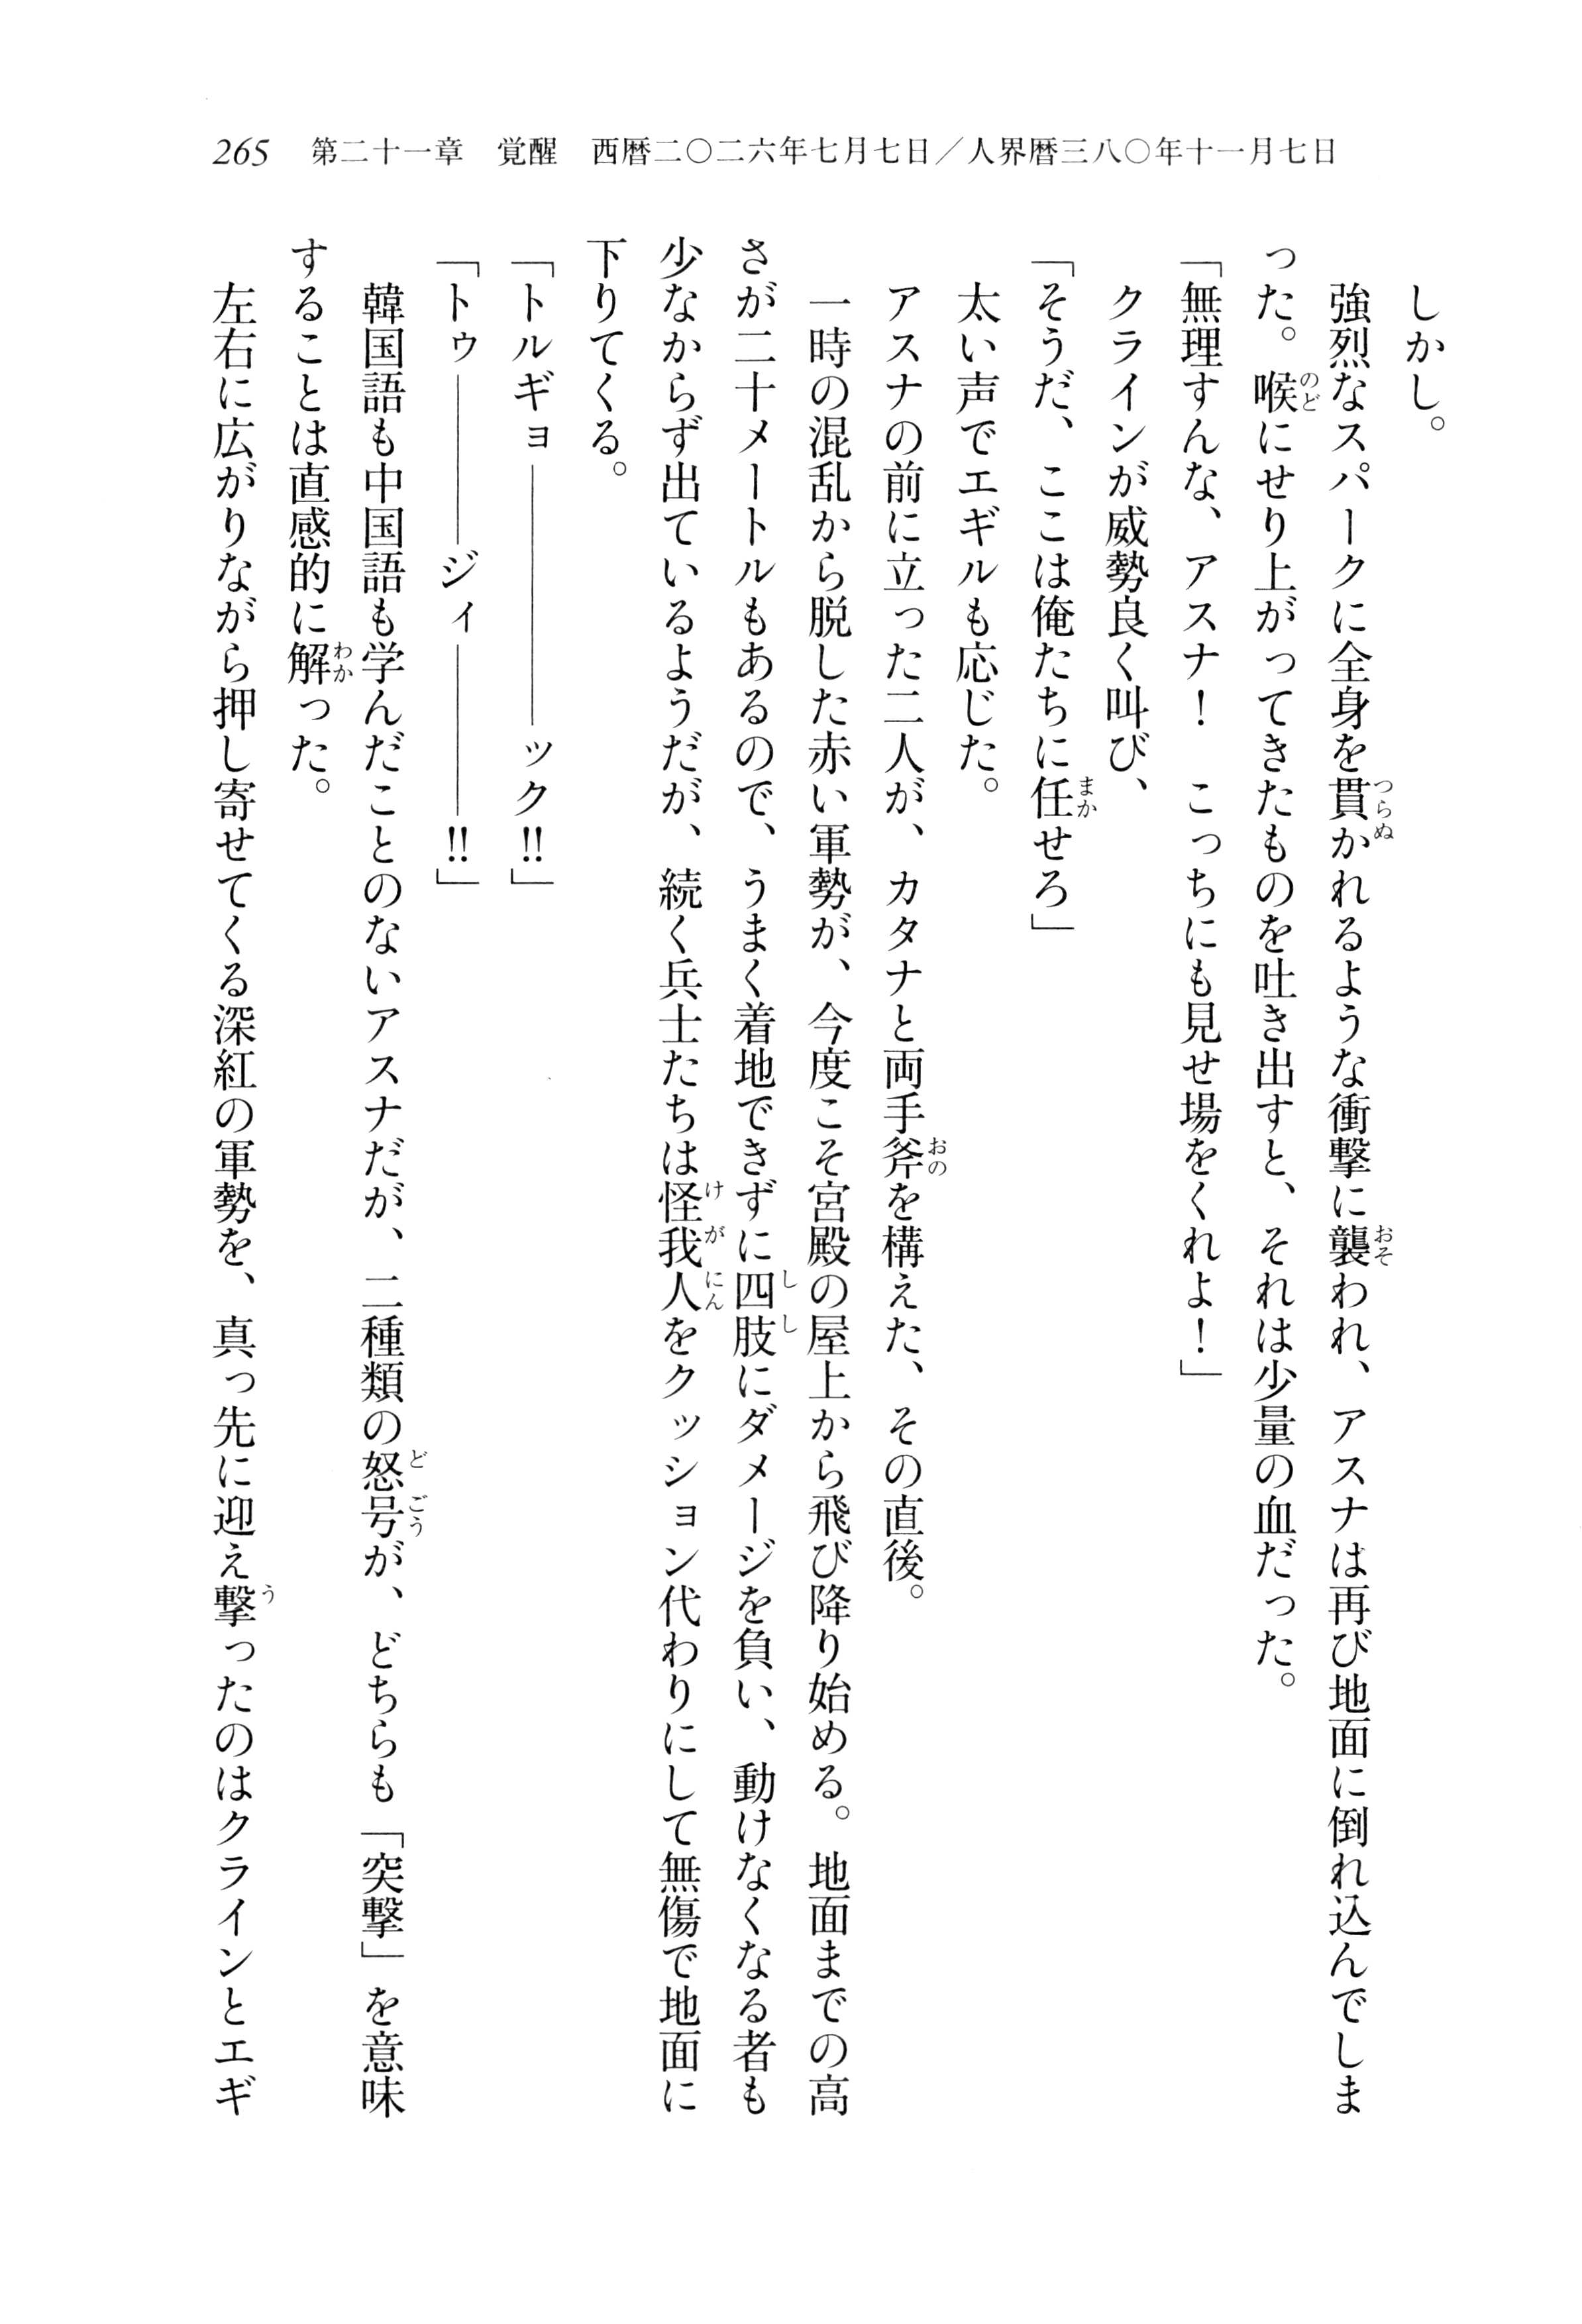 265　第二十一章　覚醒　西暦二〇二六年七月七日／人界暦三八〇年十一月七日
　しかし。
　強烈なスパークに全身を貫かれるような衝撃に襲われ、アスナは再び地面に倒れ込んでしま
った。喉にせり上がってきたものを吐き出すと、それは少量の血だった。
「無理すんな、アスナ！　こっちにも見せ場をくれよ！」
　クラインが威勢良く叫び、
「そうだ、ここは俺たちに任せろ」
　太い声でエギルも応じた。
　アスナの前に立った二人が、カタナと両手斧を構えた、その直後。
　一時の混乱から脱した赤い軍勢が、今度こそ宮殿の屋上から飛び降り始める。地面までの高
さが二十メートルもあるので、うまく着地できずに四肢にダメージを負い、動けなくなる者も
少なからず出ているようだが、続く兵士たちは怪我人をクッション代わりにして無傷で地面に
下りてくる。
「トルギョ――――――ック‼」
「トゥ――――ジィ――――‼」
　韓国語も中国語も学んだことのないアスナだが、二種類の怒号が、どちらも「突撃」を意味
することは直感的に解った。
　左右に広がりながら押し寄せてくる深紅の軍勢を、真っ先に迎え撃ったのはクラインとエギ